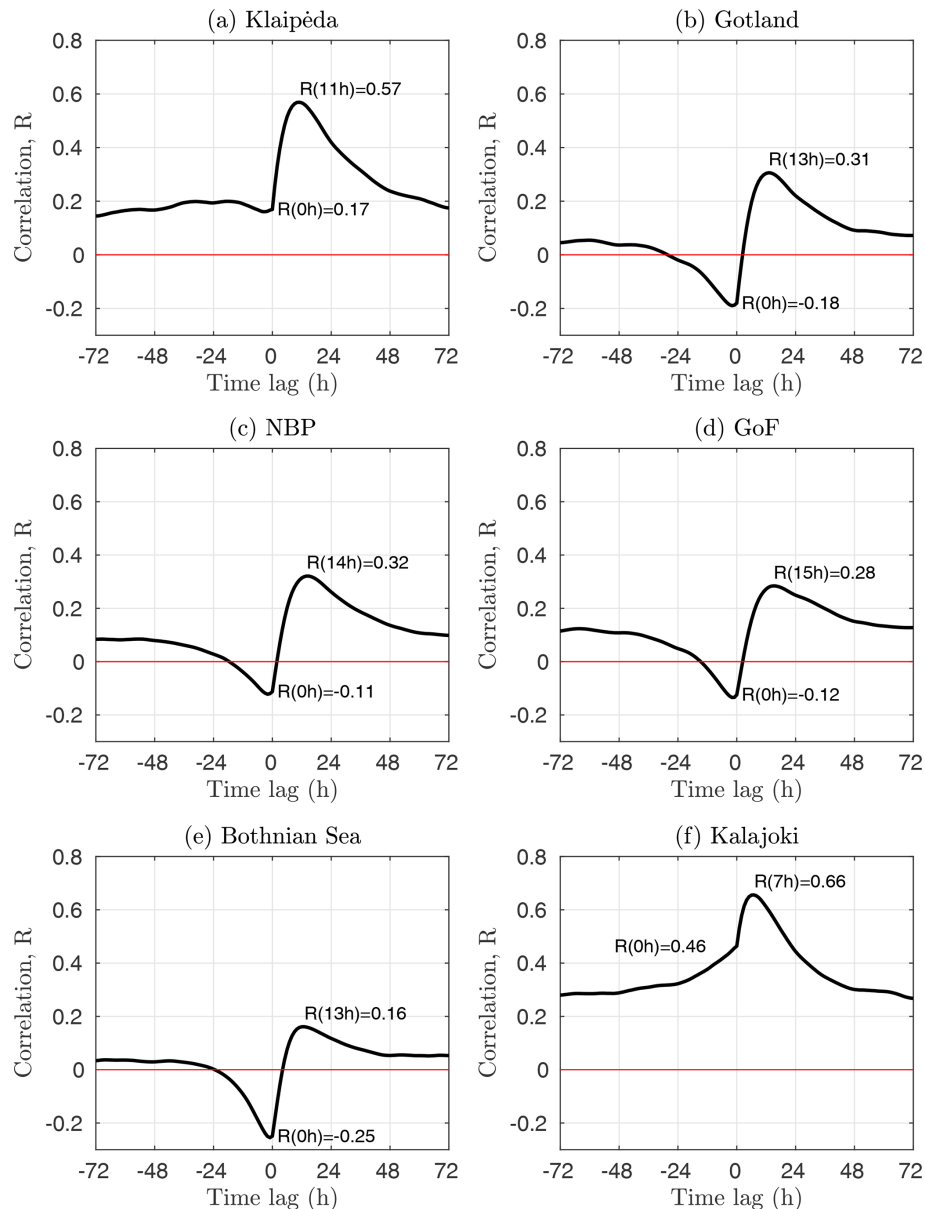 (a) Klaipėda
0.8
0.6
0.4
0.2
0
-0.2
Correlation, R
R(11h)=0.57
R(0h)=0.17
-72 -48 -24 0 24 48 72
Time lag (h)
(b) Gotland
0.8
0.6
0.4
0.2
0
-0.2
Correlation, R
R(13h)=0.31
R(0h)=-0.18
-72 -48 -24 0 24 48 72
Time lag (h)
(c) NBP
0.8
0.6
0.4
0.2
0
-0.2
Correlation, R
R(14h)=0.32
R(0h)=-0.11
-72 -48 -24 0 24 48 72
Time lag (h)
(d) GoF
0.8
0.6
0.4
0.2
0
-0.2
Correlation, R
R(15h)=0.28
R(0h)=-0.12
-72 -48 -24 0 24 48 72
Time lag (h)
(e) Bothnian Sea
0.8
0.6
0.4
0.2
0
-0.2
Correlation, R
R(13h)=0.16
R(0h)=-0.25
-72 -48 -24 0 24 48 72
Time lag (h)
(f) Kalajoki
0.8
0.6
0.4
0.2
0
-0.2
Correlation, R
R(7h)=0.66
R(0h)=0.46
-72 -48 -24 0 24 48 72
Time lag (h)